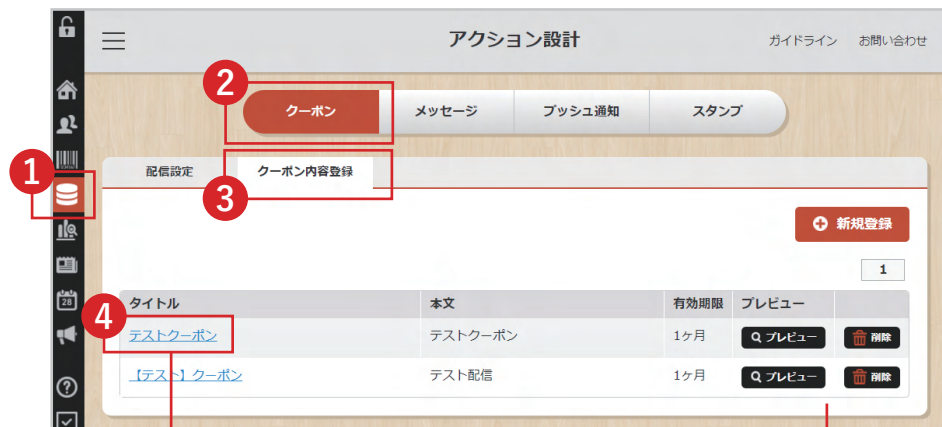 アクション設計
ガイドライン お問い合わせ
2
クーポン メッセージ プッシュ通知 スタンプ
1
配信設定 クーポン内容登録
3
新規登録
1
28
タイトル 本文 有効期限 プレビュー
4
テストクーポン テストクーポン 1ヶ月 プレビュー 削除
【テスト】クーポン テスト配信 1ヶ月 プレビュー 削除